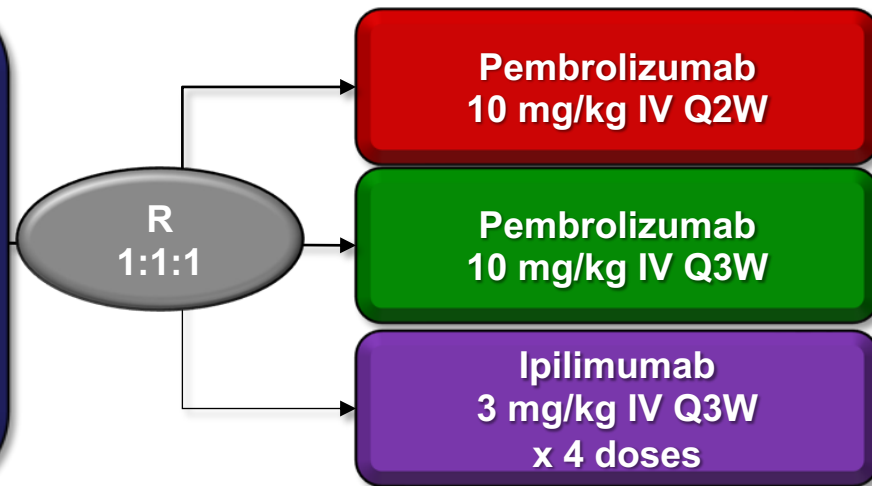 Pembrolizumab
10 mg/kg IV Q2W
R
1:1:1
Pembrolizumab
10 mg/kg IV Q3W
Ipilimumab
3 mg/kg IV Q3W
x 4 doses